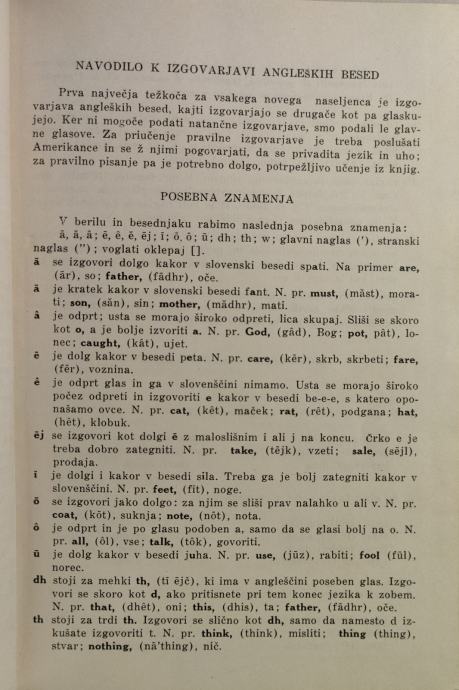 NAVODILO K IZGOVARJAVI ANGLEŠKIH BESED
Prva največja težkoča za vsakega novega naseljenca je izgo-
varjava angleških besed, kajti izgovarjajo se drugače kot pa glasku-
jejo. Ker ni mogoče podati natančne izgovarjave, smo podali le glav-
ne glasove. Za priučenje pravilne izgovarjave je treba poslušati
Amerikance in se ž njimi pogovarjati, da se privadita jezik in uho;
za pravilno pisanje pa je potrebno dolgo, potrpežljivo učenje iz knjig.
POSEBNA ZNAMENJA
V berilu in besednjaku rabimo naslednja posebna znamenja:
ā, ă, â; ē, ĕ, ê, ēj; ī; ō, ô; ū; dh; th; w; glavni naglas ('), stranski
naglas ("); voglati oklepaj [].
ā se izgovori dolgo kakor v slovenski besedi spati. Na primer are,
(ār), so; father, (fādhr), oče.
ă je kratek kakor v slovenski besedi fant. N. pr. must, (măst), mora-
ti; son, (săn), sin; mother, (mădhr), mati.
â je odprt; usta se morajo široko odpreti, lica skupaj. Sliši se skoro
kot o, a je bolje izvoriti a. N. pr. God, (gâd), Bog; pot, pât), lo-
nec; caught, (kât), ujet.
ē je dolg kakor v besedi peta. N. pr. care, (kēr), skrb, skrbeti; fare,
(fēr), voznina.
ê je odprt glas in ga v slovenščini nimamo. Usta se morajo široko
počez odpreti in izgovoriti e kakor v besedi be-e-e, s katero opo-
našamo ovce. N. pr. cat, (kêt), maček; rat, (rêt), podgana; hat,
(hêt), klobuk.
ēj se izgovori kot dolgi ē z maloslišnim i ali j na koncu. Črko e je
treba dobro zategniti. N. pr. take, (tējk), vzeti; sale, (sējl),
prodaja.
ī je dolgi i kakor v besedi sila. Treba ga je bolj zategniti kakor v
slovenščini. N. pr. feet, (fīt), noge.
ō se izgovori jako dolgo: za njim se sliši prav nalahko u ali v. N. pr.
coat, (kōt), suknja; note, (nōt), nota.
ô je odprt in je po glasu podoben a, samo da se glasi bolj na o. N.
pr. all, (ôl), vse; talk, (tôk), govoriti.
ū je dolg kakor v besedi juha. N. pr. use, (jūz), rabiti; fool (fūl),
norec.
dh stoji za mehki th, (ti ējč), ki ima v angleščini poseben glas. Izgo-
vori se skoro kot d, ako pritisnete pri tem konec jezika k zobem.
N. pr. that, (dhêt), oni; this, (dhis), ta; father, (fādhr), oče.
th stoji za trdi th. Izgovori se slično kot dh, samo da namesto d iz-
kušate izgovoriti t. N. pr. think, (think), misliti; thing (thing),
stvar; nothing, (nă'thing), nič.